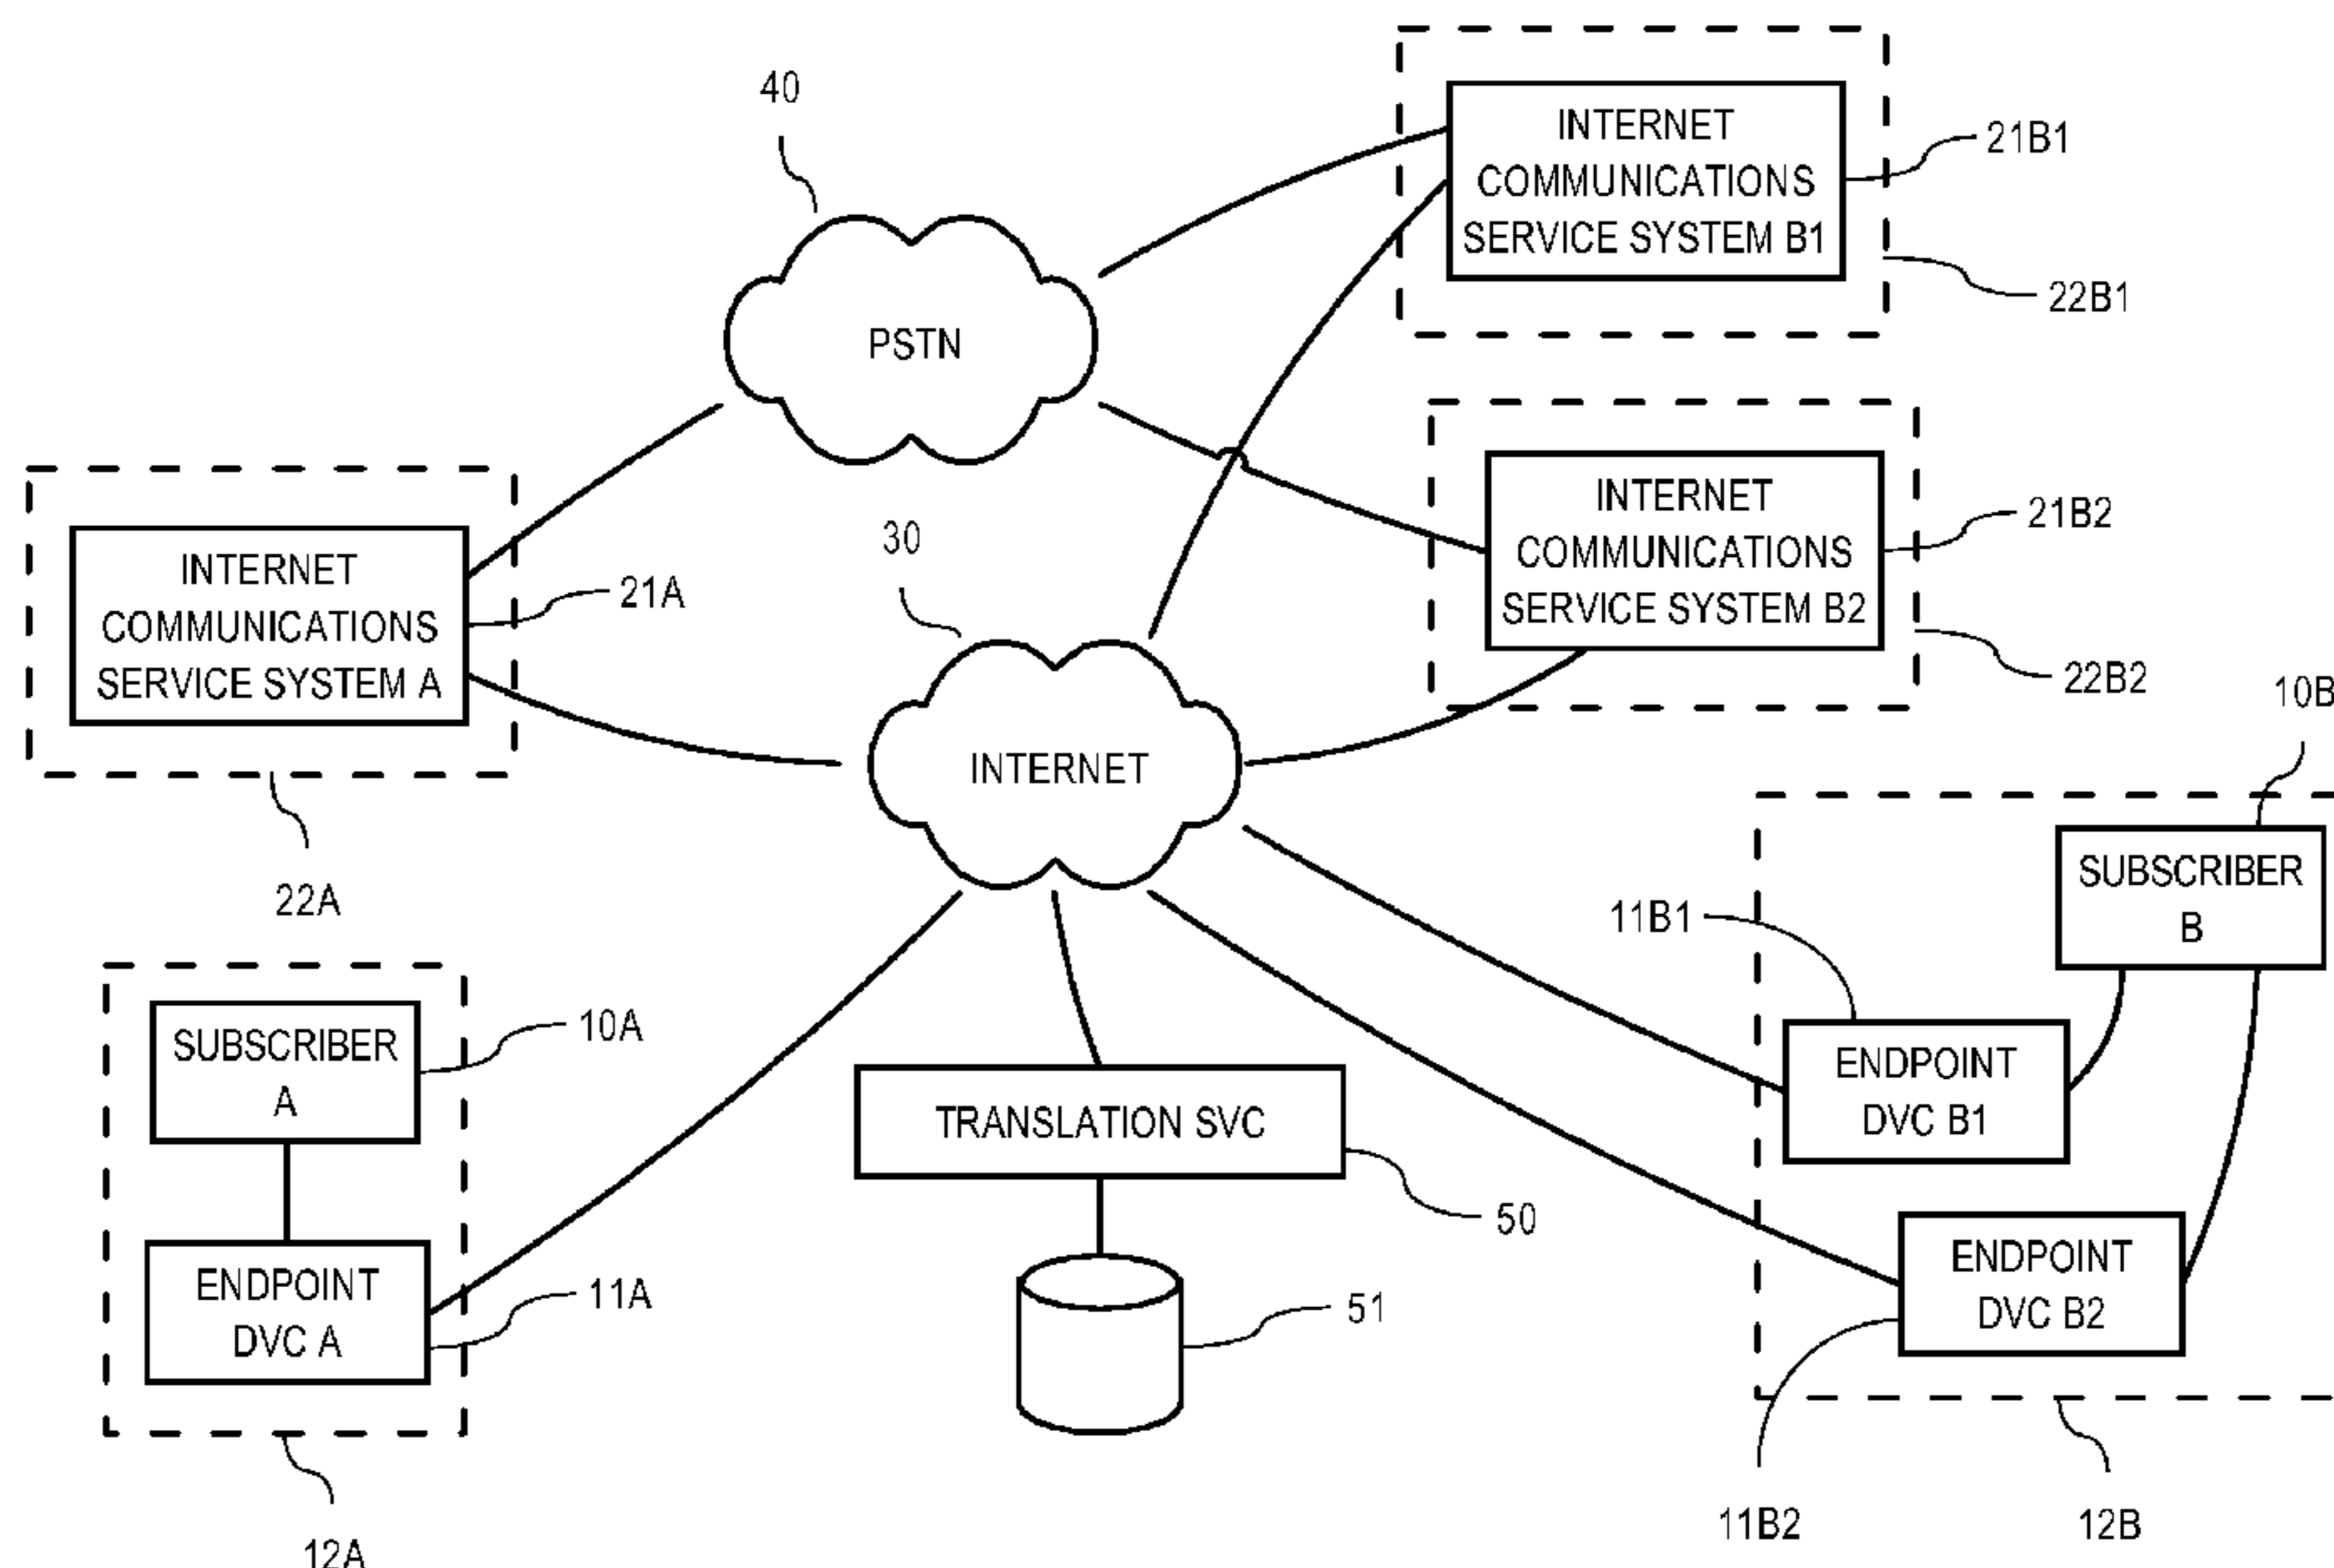 40
INTERNET
COMMUNICATIONS
SERVICE SYSTEM B1
21B1
22B1
PSTN
INTERNET
COMMUNICATIONS
SERVICE SYSTEM B2
21B2
22B2
30
INTERNET
COMMUNICATIONS
SERVICE SYSTEM A
21A
22A
INTERNET
10B
SUBSCRIBER
B
11B1
ENDPOINT
DVC B1
ENDPOINT
DVC B2
11B2
12B
SUBSCRIBER
A
10A
ENDPOINT
DVC A
11A
12A
TRANSLATION SVC
50
51